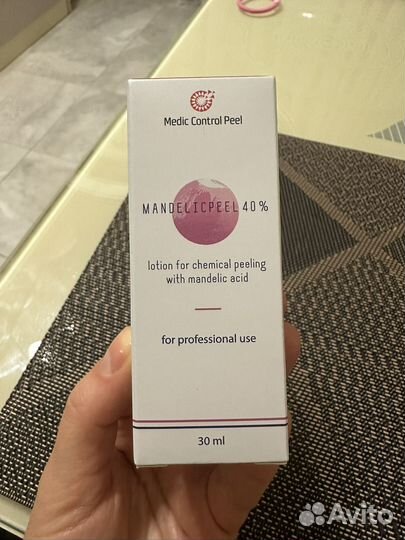 Medic Control Peel
MANDELICPEEL 40%
lotion for chemical peeling
with mandelic acid
for professional use
30 ml
Avito